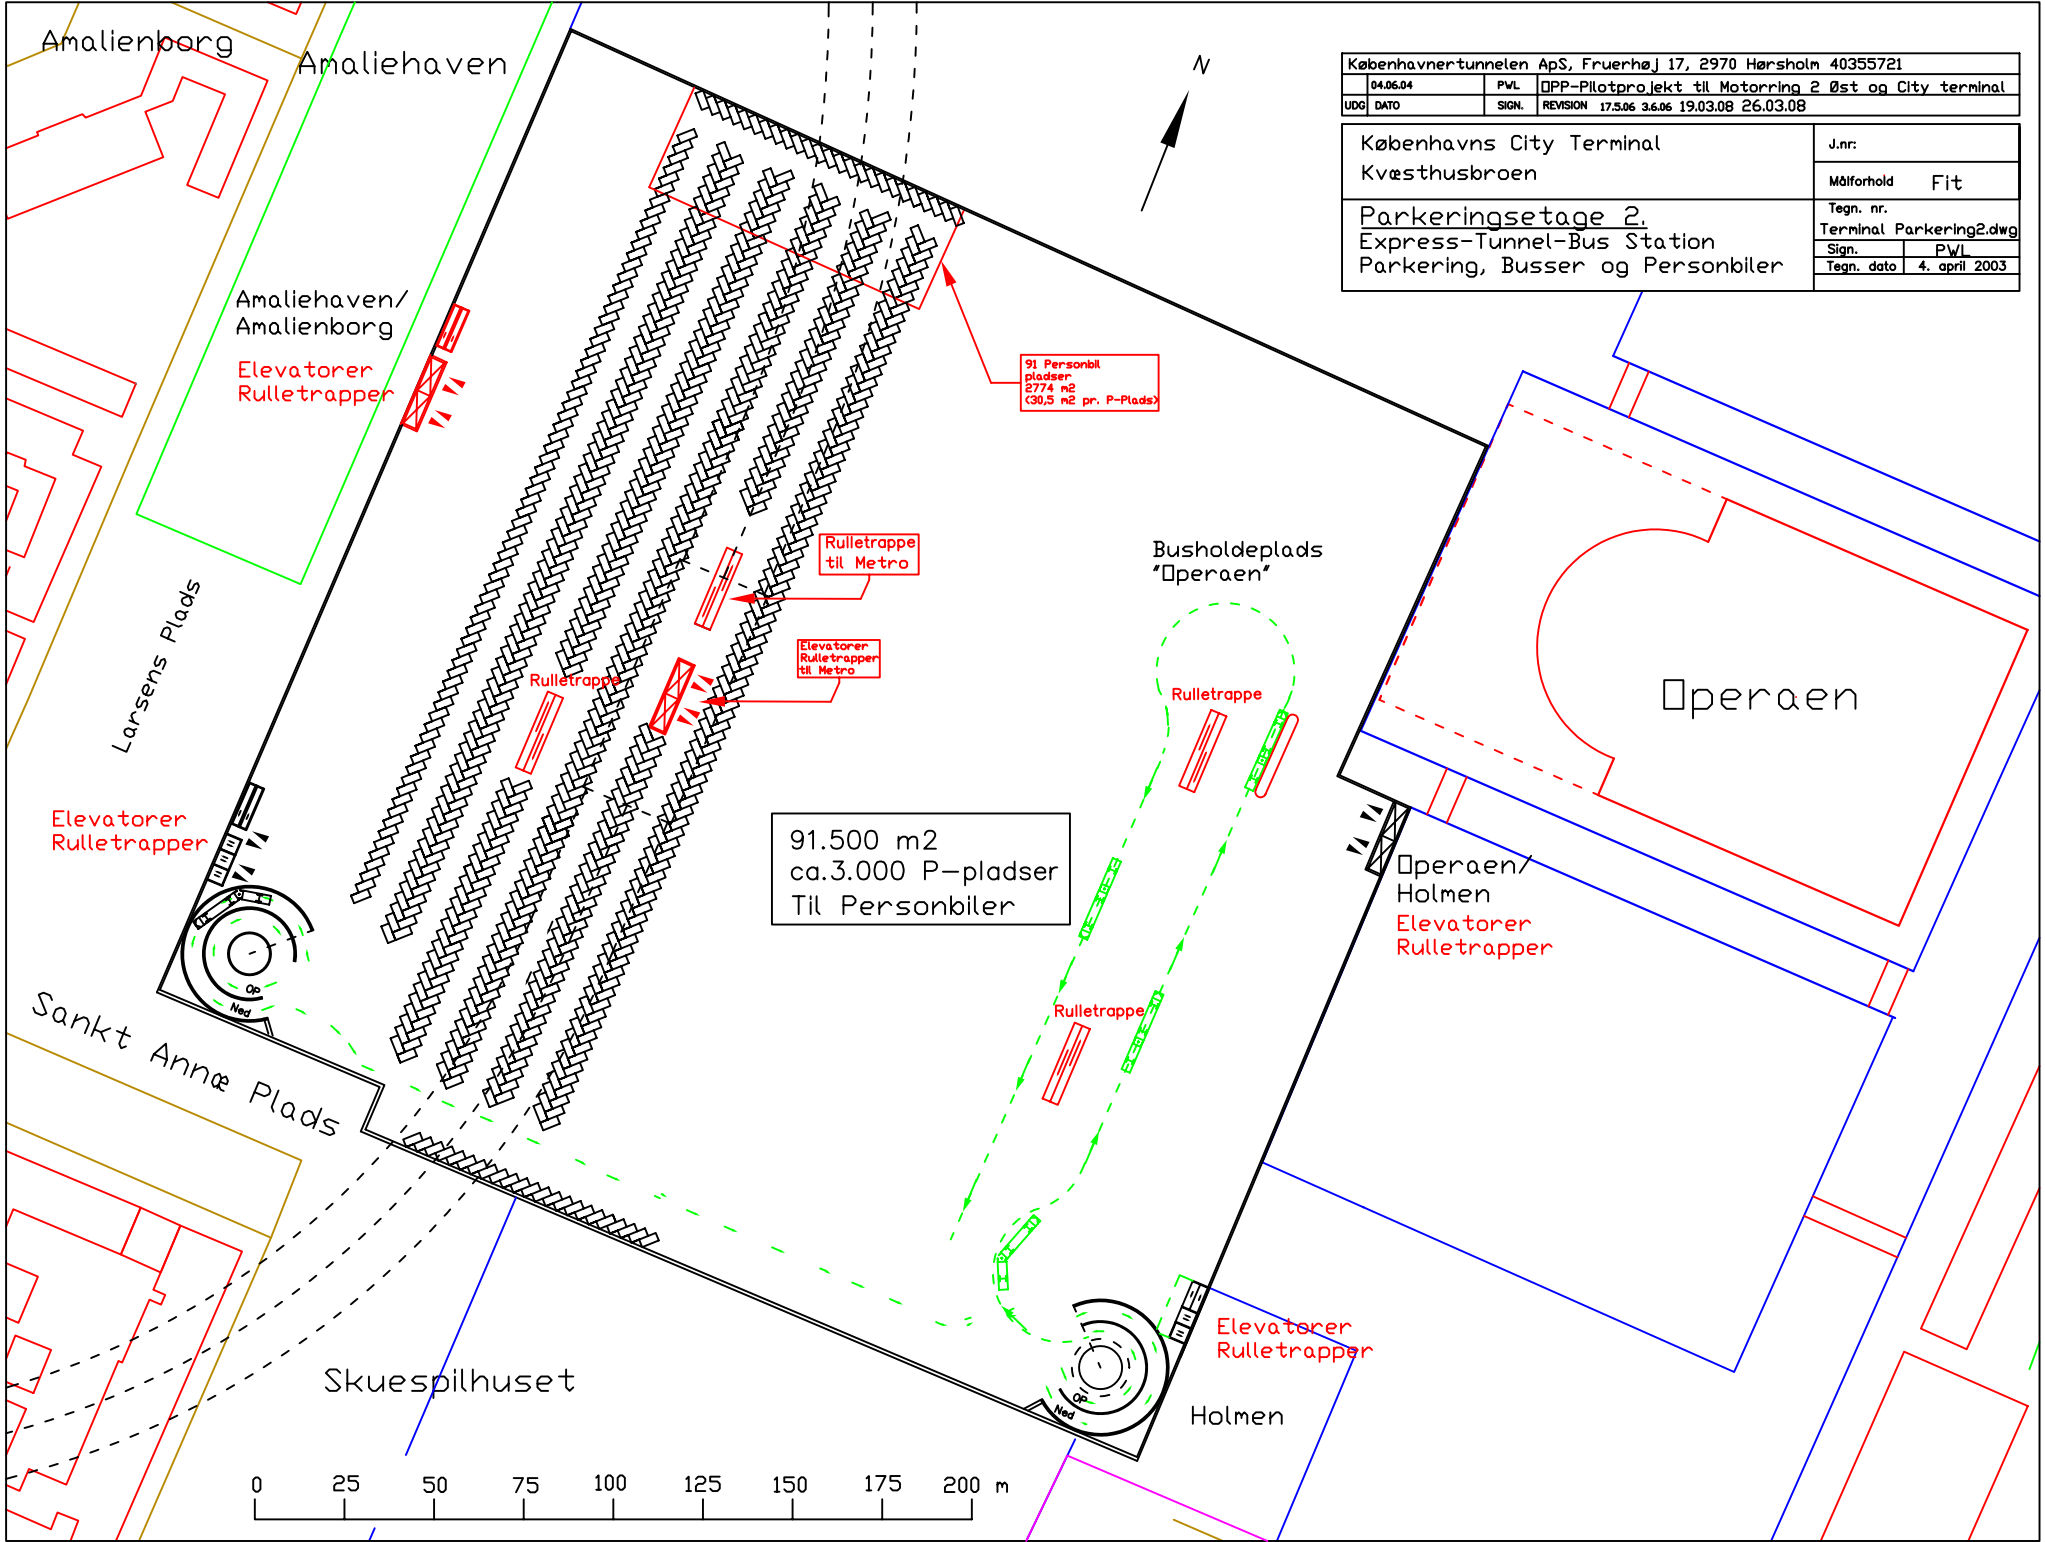 Amalienborg
Amaliehaven
N
Københavnertunnelen ApS, Fruerhøj 17, 2970 Hørsholm 40355721
04.06.04 PWL OPP-Pilotprojekt til Motorring 2 Øst og City terminal
UDG DATO SIGN. REVISION 17.5.06 3.6.06 19.03.08 26.03.08
Københavns City Terminal
Kvæsthusbroen
J.nr:
Målforhold Fit
Parkeringsetage 2.
Express-Tunnel-Bus Station
Parkering, Busser og Personbiler
Tegn. nr.
Terminal Parkering2.dwg
Sign. PWL
Tegn. dato 4. april 2003
Amaliehaven/
Amalienborg
Elevatorer
Rulletrapper
91 Personbil
pladser
2774 m2
(30,5 m2 pr. P-Plads)
Rulletrappe
til Metro
Busholdeplads
"Operaen"
Larsens Plads
Elevatorer
Rulletrapper
til Metro
Rulletrappe
Rulletrappe
Operaen
Elevatorer
Rulletrapper
91.500 m2
ca.3.000 P-pladser
Til Personbiler
Operaen/
Holmen
Elevatorer
Rulletrapper
OP
Ned
Sankt Annæ Plads
Rulletrappe
Elevatorer
Rulletrapper
Skuespilhuset
OP
Ned
Holmen
0 25 50 75 100 125 150 175 200 m